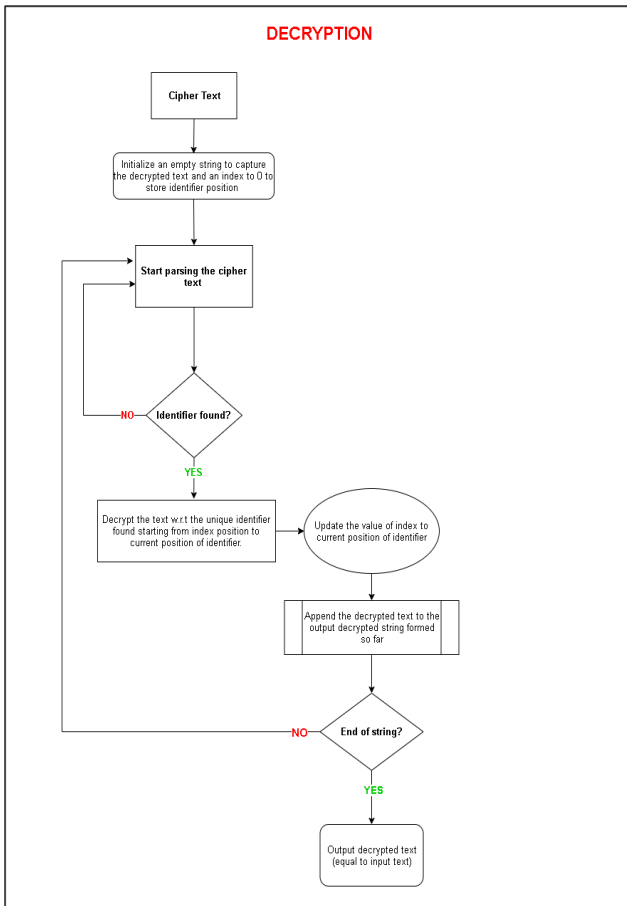 DECRYPTION
Cipher Text
Initialize an empty string to capture
the decrypted text and an index to 0 to
store identifier position
Start parsing the cipher
text
Identifier found?
NO
YES
Decrypt the text w.r.t the unique identifier
found starting from index position to
current position of identifier.
Update the value of index to
current position of identifier
Append the decrypted text to the
output decrypted string formed
so far
End of string?
NO
YES
Output decrypted text
(equal to input text)